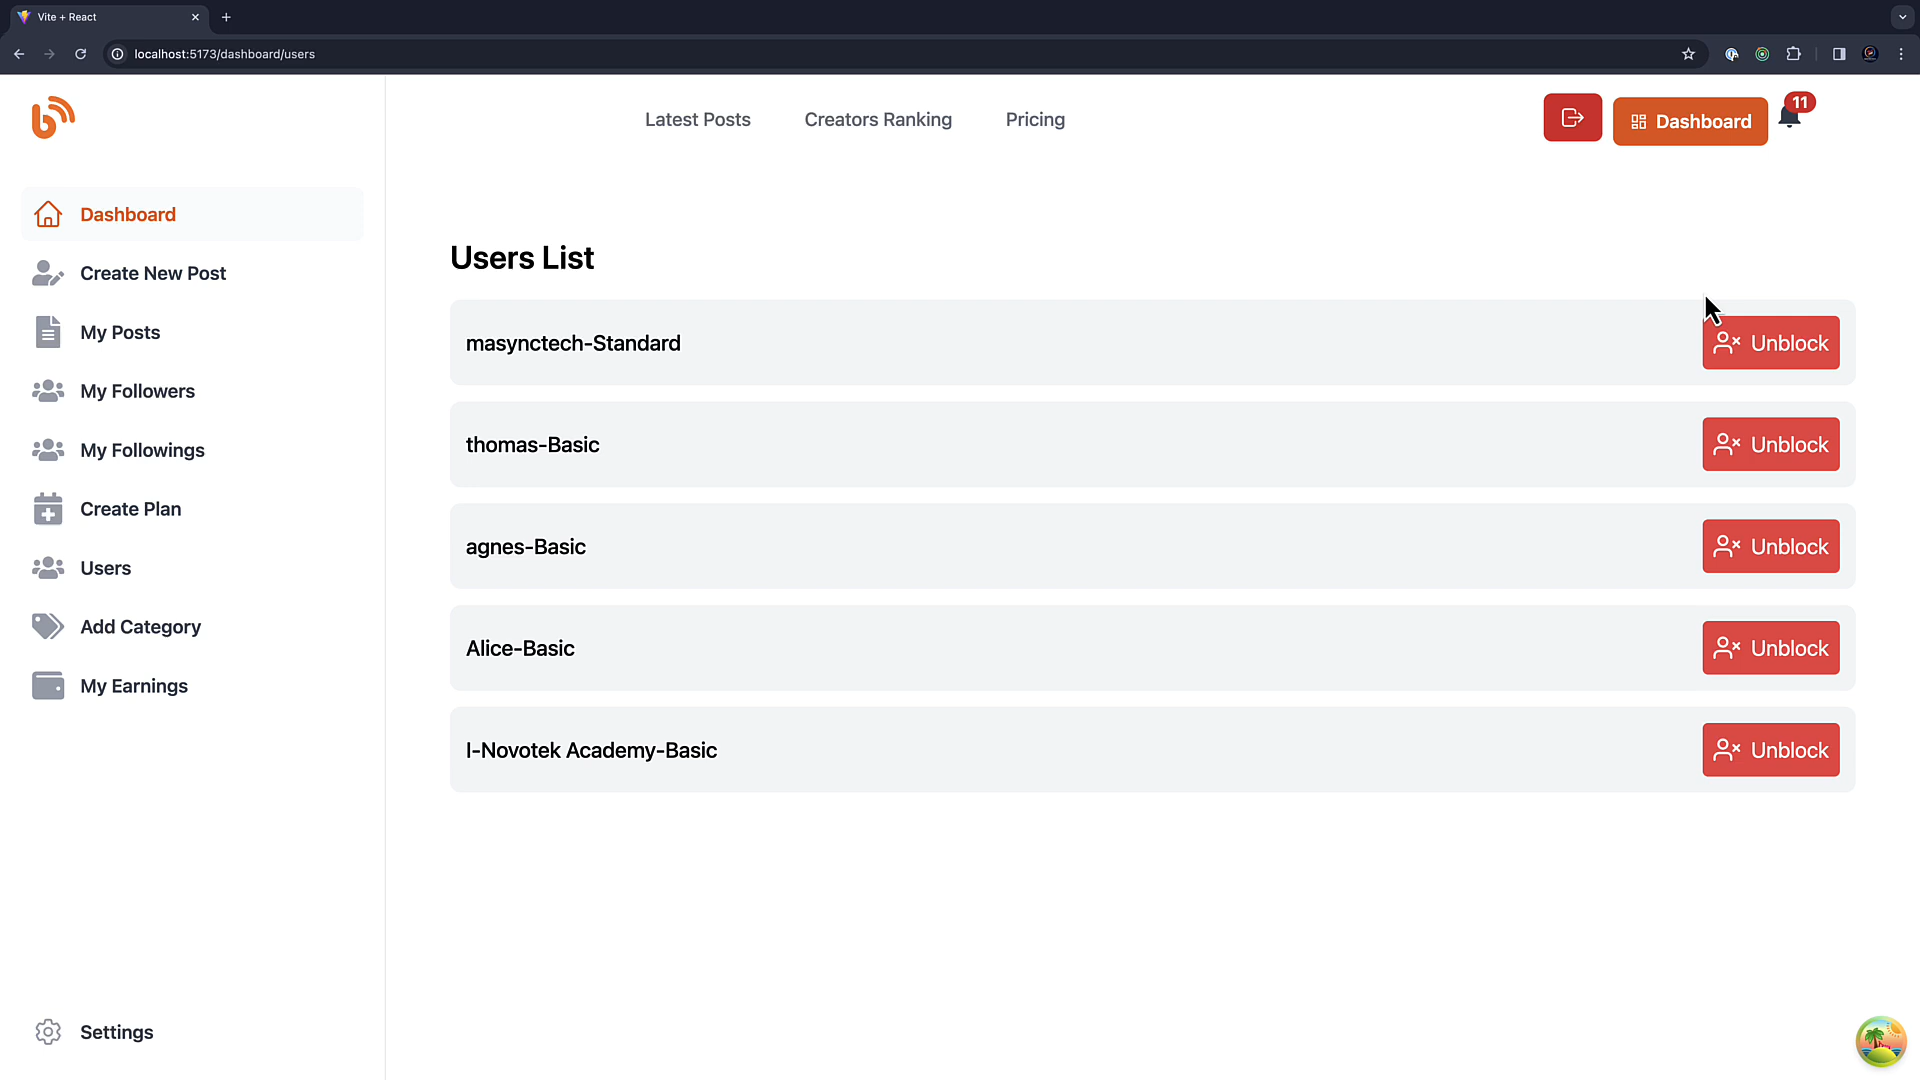 Vite + React
localhost:5173/dashboard/users
Latest Posts
Creators Ranking
Pricing
Dashboard
11
Dashboard
Create New Post
My Posts
My Followers
My Followings
Create Plan
Users
Add Category
My Earnings
Settings
Users List
masynctech-Standard
Unblock
thomas-Basic
Unblock
agnes-Basic
Unblock
Alice-Basic
Unblock
I-Novotek Academy-Basic
Unblock